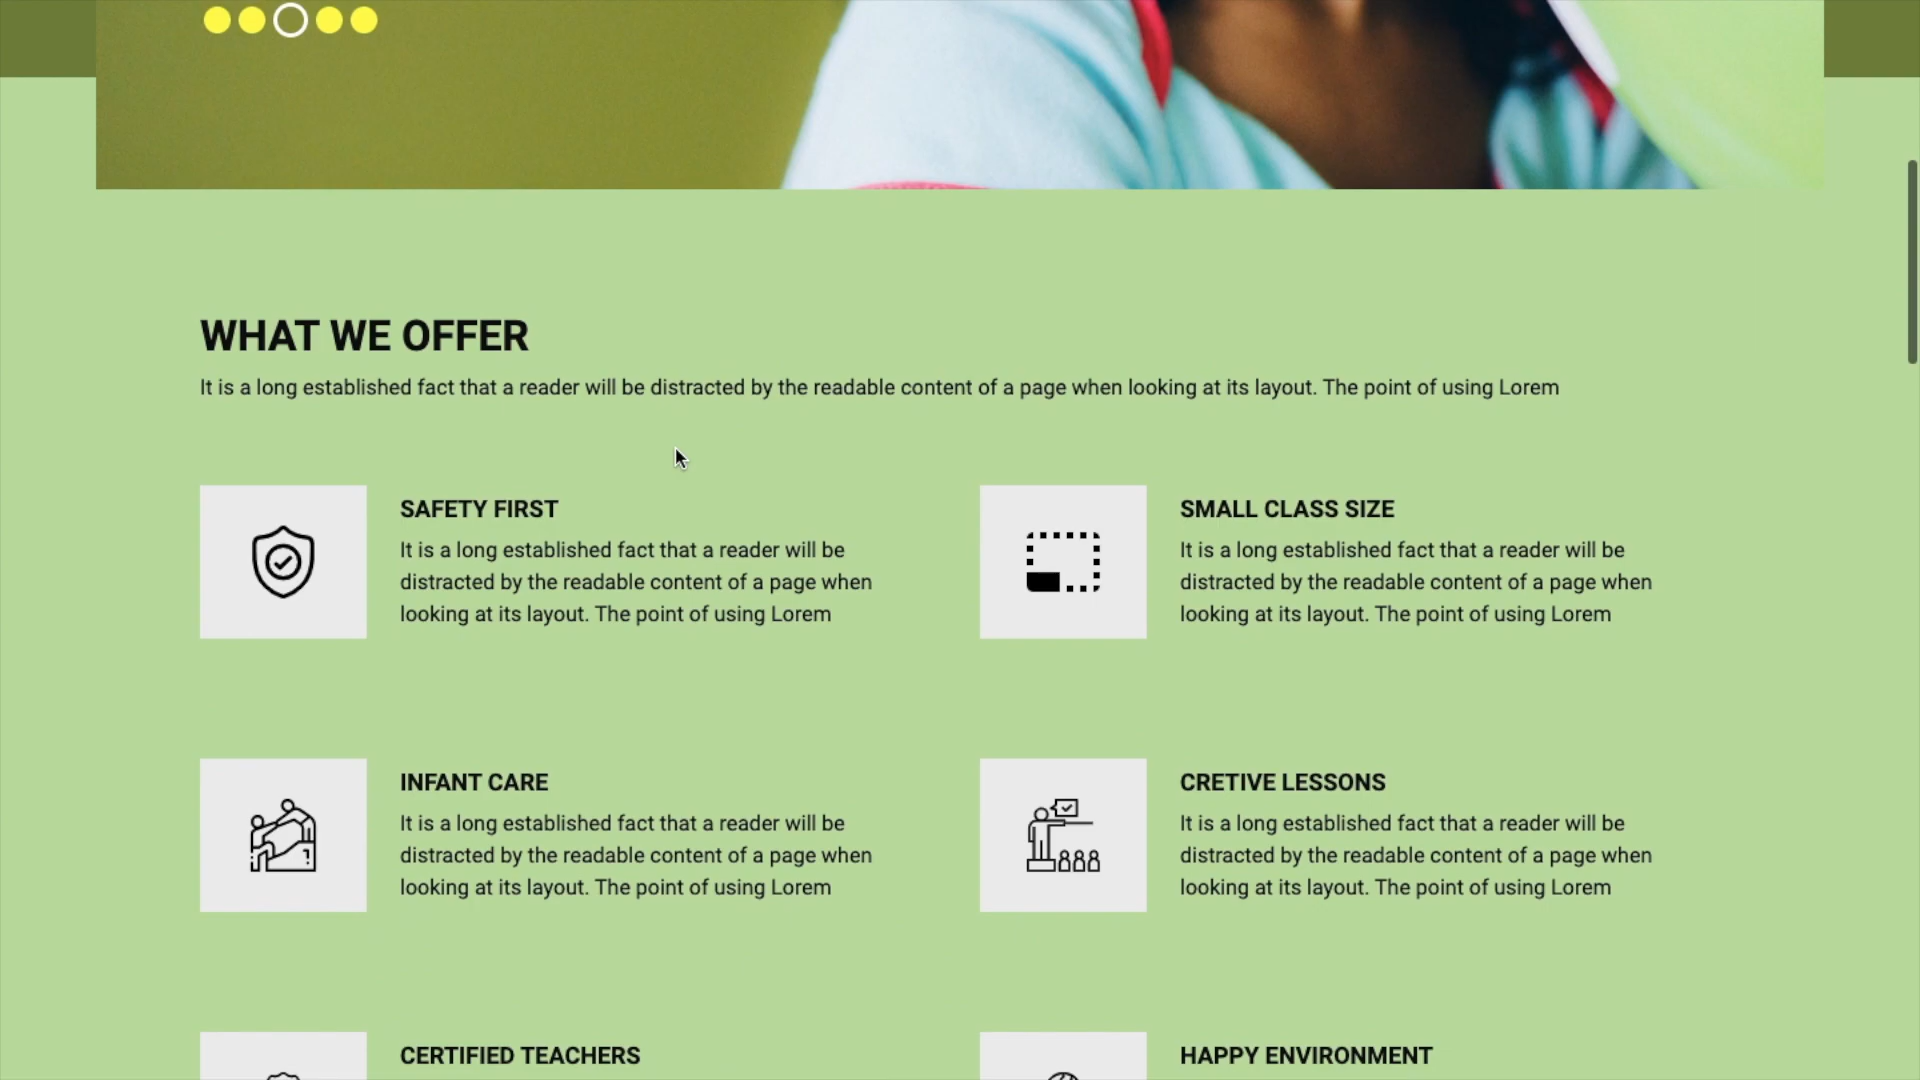 WHAT WE OFFER
It is a long established fact that a reader will be distracted by the readable content of a page when looking at its layout. The point of using Lorem
SAFETY FIRST
It is a long established fact that a reader will be
distracted by the readable content of a page when
looking at its layout. The point of using Lorem
SMALL CLASS SIZE
It is a long established fact that a reader will be
distracted by the readable content of a page when
looking at its layout. The point of using Lorem
INFANT CARE
It is a long established fact that a reader will be
distracted by the readable content of a page when
looking at its layout. The point of using Lorem
CRETIVE LESSONS
It is a long established fact that a reader will be
distracted by the readable content of a page when
looking at its layout. The point of using Lorem
CERTIFIED TEACHERS
HAPPY ENVIRONMENT